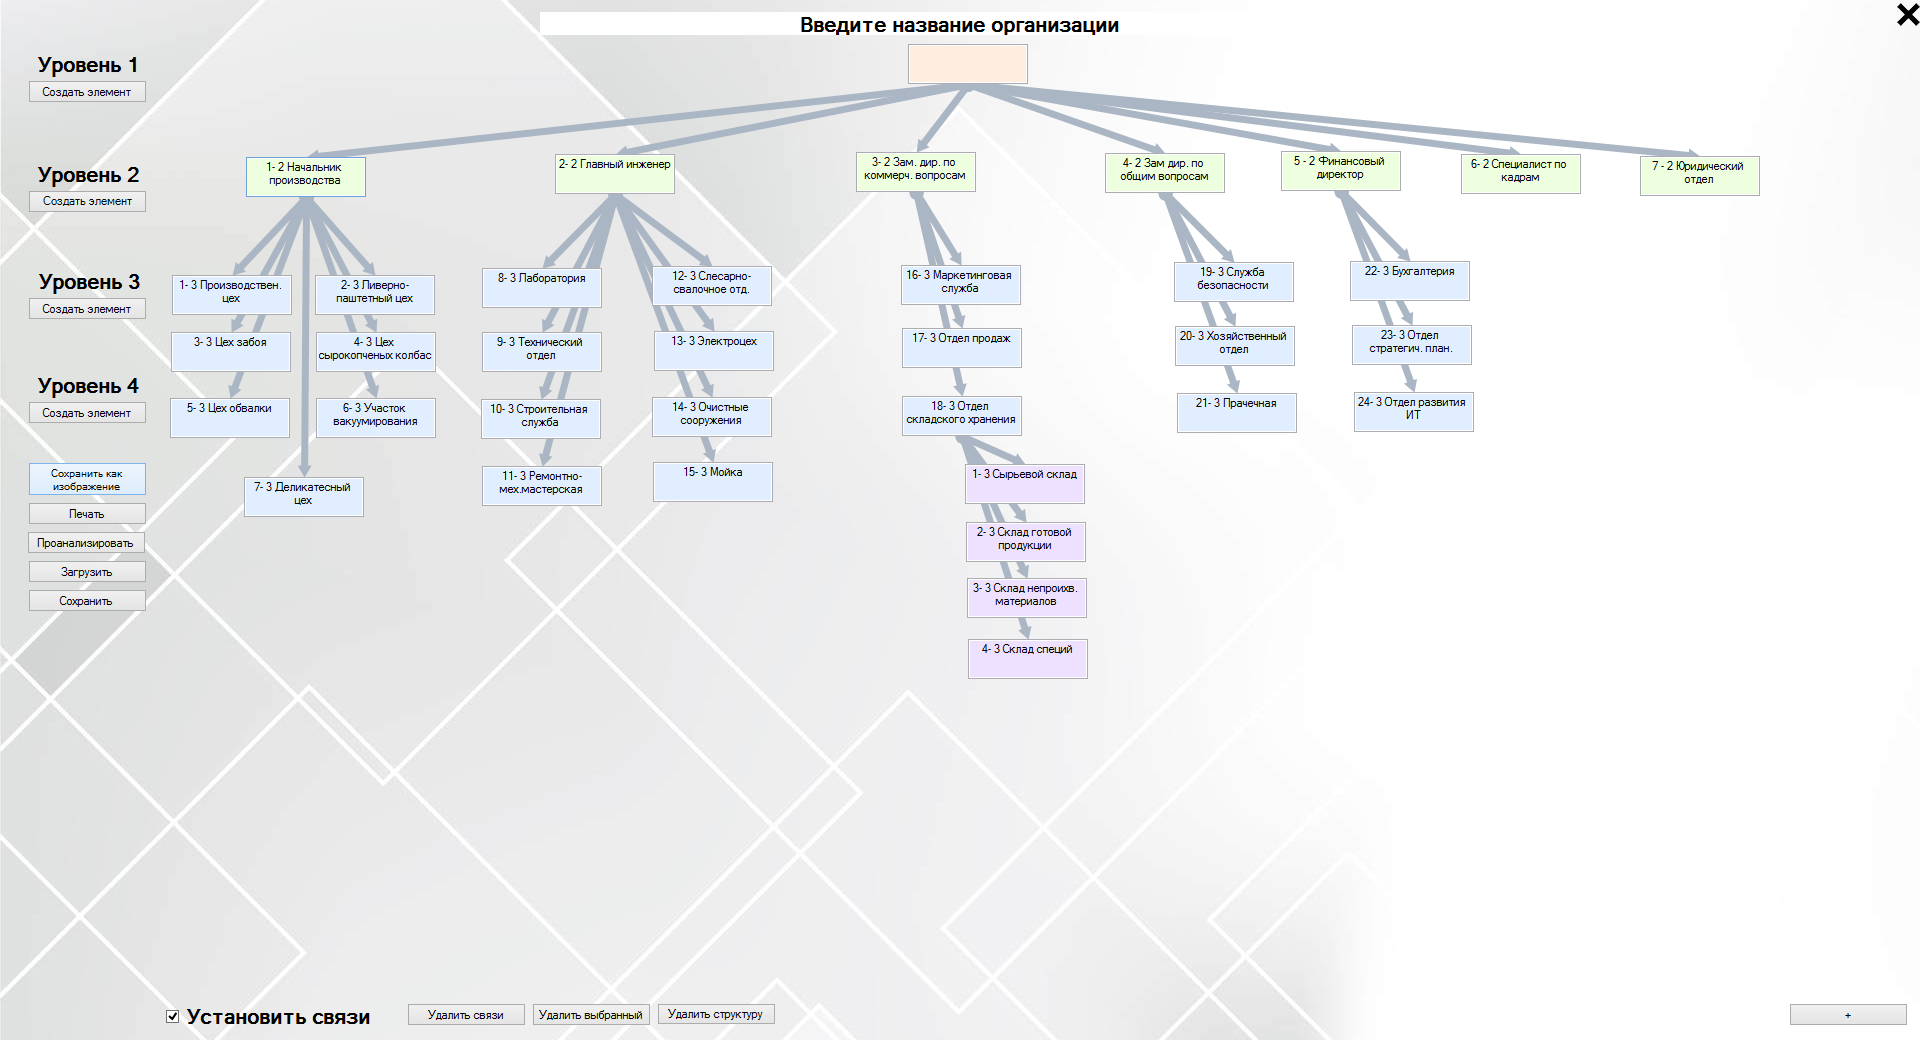 Введите название организации
Уровень 1
Создать элемент
Уровень 2
Создать элемент
1- 2 Начальник
производства
2- 2 Главный инженер
3- 2 Зам. дир. по
коммерч. вопросам
4- 2 Зам дир. по
общим вопросам
5 - 2 Финансовый
директор
6- 2 Специалист по
кадрам
7 - 2 Юридический
отдел
Уровень 3
Создать элемент
1- 3 Производствен.
цех
2- 3 Ливерно-
паштетный цех
8- 3 Лаборатория
12- 3 Слесарно-
свалочное отд.
16- 3 Маркетинговая
служба
19- 3 Служба
безопасности
22- 3 Бухгалтерия
3- 3 Цех забоя
4- 3 Цех
сырокопченых колбас
9- 3 Технический
отдел
13- 3 Электроцех
17- 3 Отдел продаж
20- 3 Хозяйственный
отдел
23- 3 Отдел
стратегич. план.
Уровень 4
Создать элемент
5- 3 Цех обвалки
6- 3 Участок
вакуумирования
10- 3 Строительная
служба
14- 3 Очистные
сооружения
18- 3 Отдел
складского хранения
21- 3 Прачечная
24- 3 Отдел развития
ИТ
7- 3 Деликатесный
цех
11- 3 Ремонтно-
мех.мастерская
15- 3 Мойка
1- 3 Сырьевой склад
2- 3 Склад готовой
продукции
3- 3 Склад непроихв.
материалов
4- 3 Склад специй
Сохранить как
изображение
Печать
Проанализировать
Загрузить
Сохранить
Установить связи
Удалить связи
Удалить выбранный
Удалить структуру
+